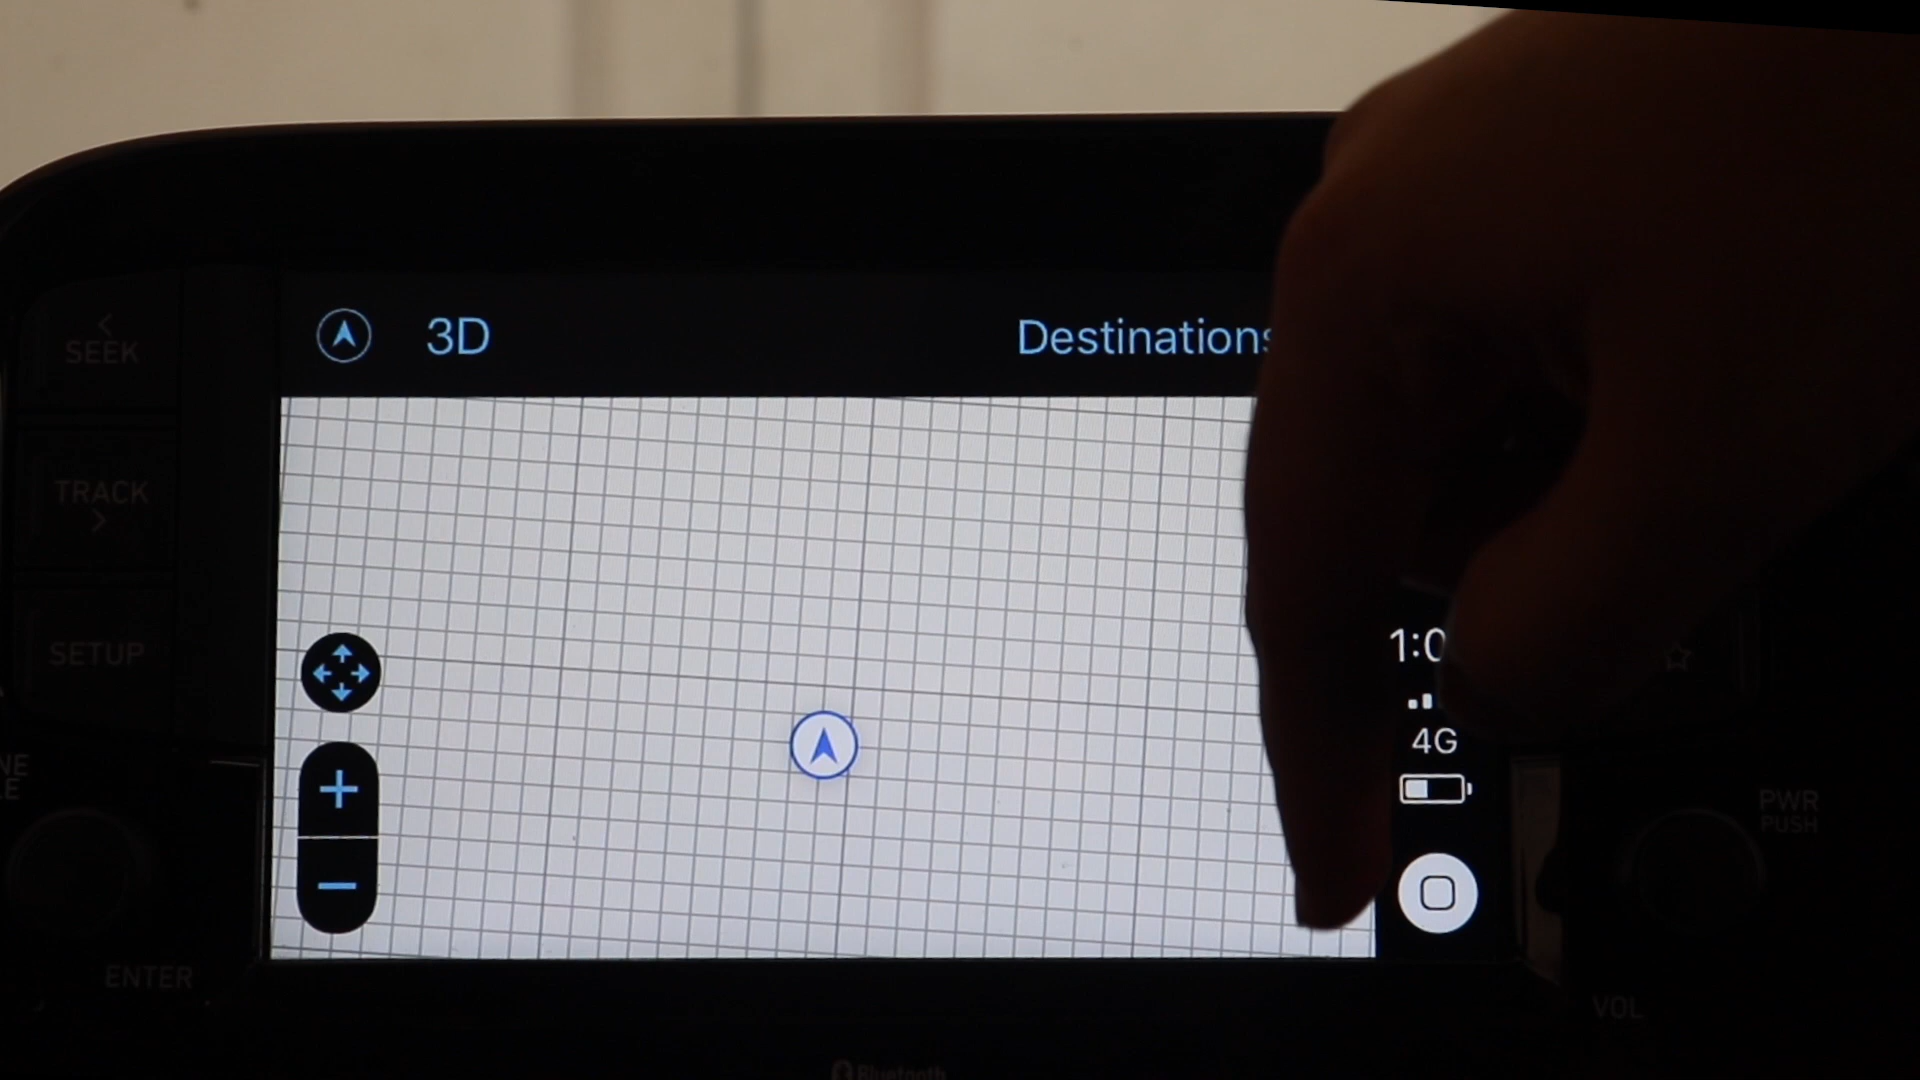 SEEK
3D
Destinations
TRACK
SETUP
1:0
4G
+
−
PWR
PUSH
ENTER
VOL
Bluetooth